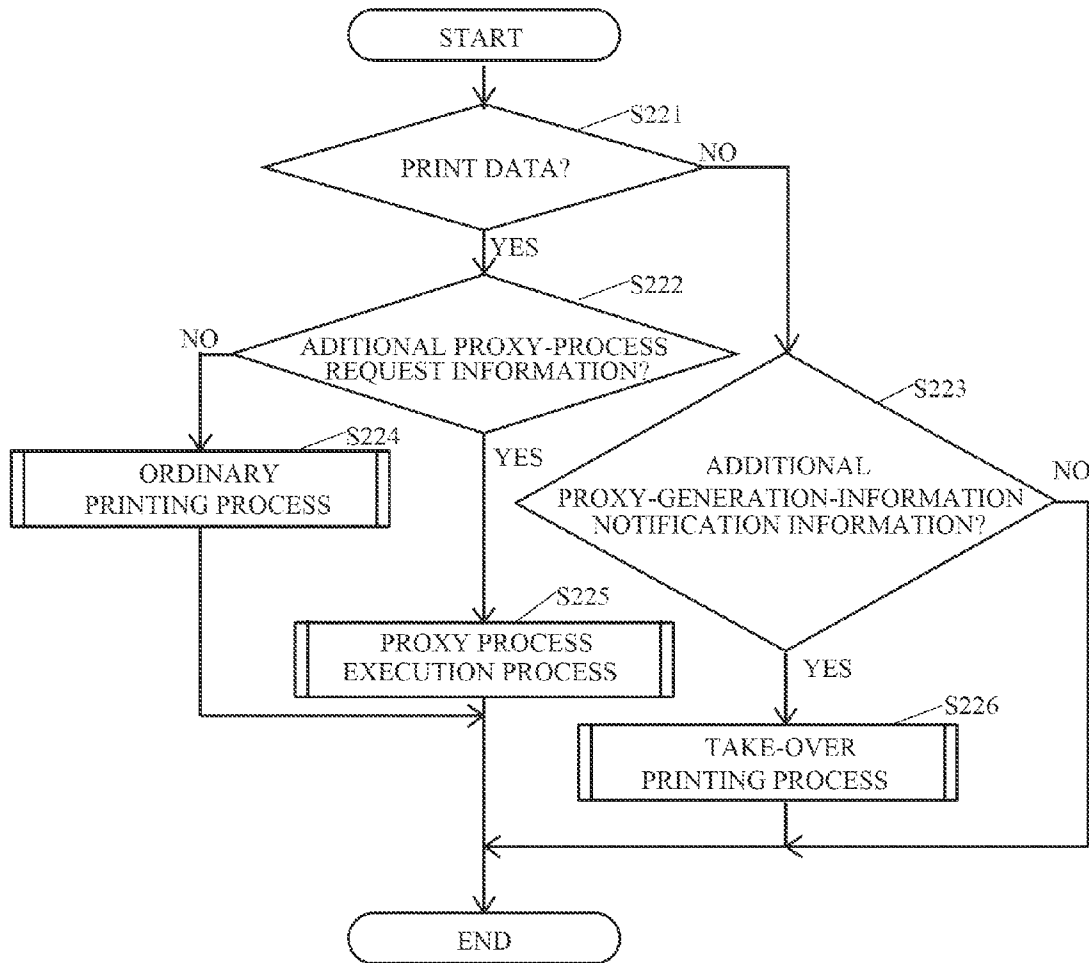 START
S221
PRINT DATA?
NO
YES
S222
NO
ADITIONAL PROXY-PROCESS
REQUEST INFORMATION?
S223
S224
YES
ORDINARY
PRINTING PROCESS
ADDITIONAL
PROXY-GENERATION-INFORMATION
NOTIFICATION INFORMATION?
NO
S225
PROXY PROCESS
EXECUTION PROCESS
YES
S226
TAKE-OVER
PRINTING PROCESS
END